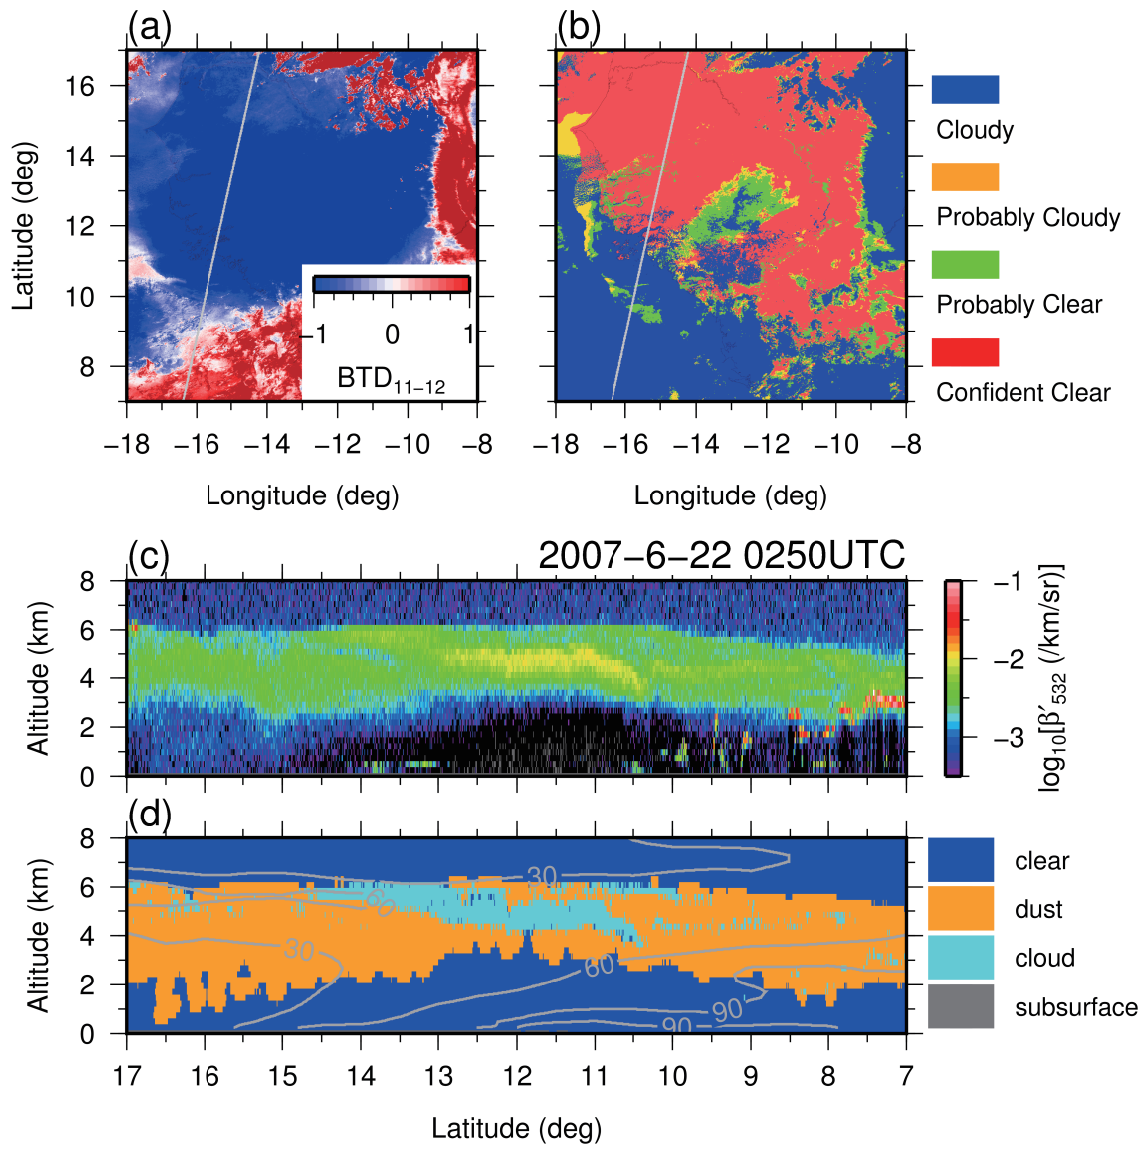 (a)
(b)
Latitude (deg)
16
14
12
10
8
−1 0 1
BTD11−12
−18 −16 −14 −12 −10 −8
Longitude (deg)
−18 −16 −14 −12 −10 −8
Longitude (deg)
Cloudy
Probably Cloudy
Probably Clear
Confident Clear
(c)
2007−6−22 0250UTC
Altitude (km)
8
6
4
2
0
−1
−2
−3
log10[β′532 (/km/sr)]
(d)
Altitude (km)
8
6
4
2
0
30
60
30
60
90
90
clear
dust
cloud
subsurface
17 16 15 14 13 12 11 10 9 8 7
Latitude (deg)